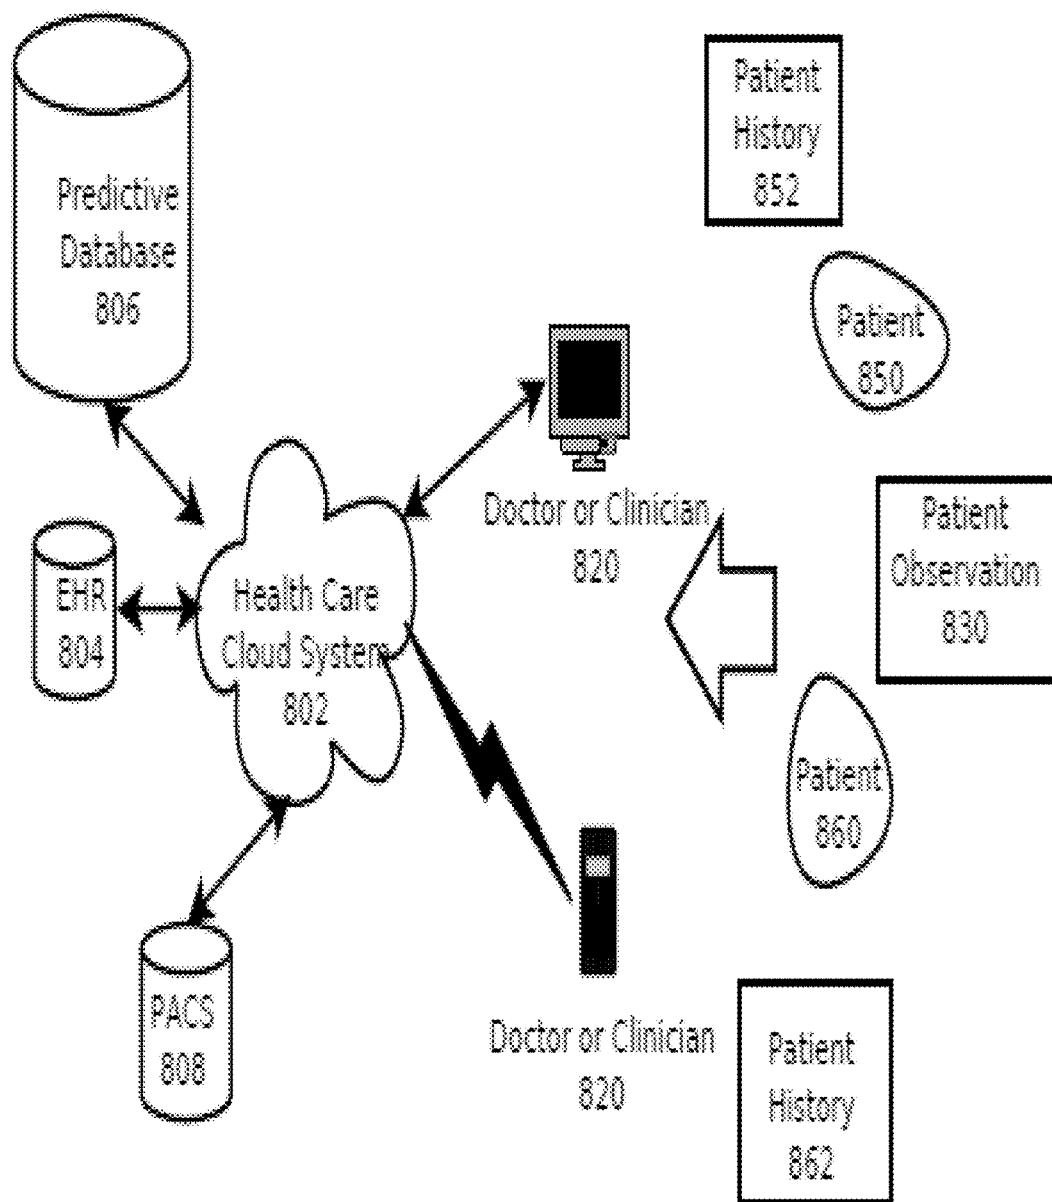 Patient
History
852
Predictive
Database
806
Patient
850
Doctor or Clinician
820
Patient
Observation
830
EHR
804
Health Care
Cloud System
802
Patient
860
PACS
808
Doctor or Clinician
820
Patient
History
862